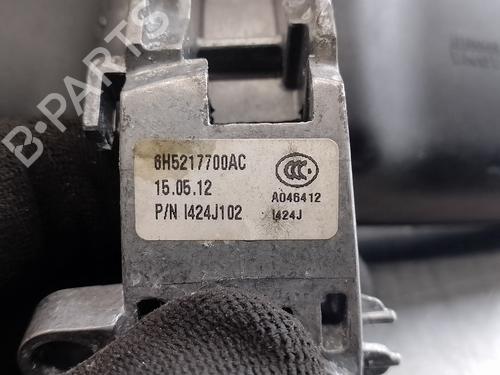 B-PARTS
6H5217700AC
15.05.12
P/N I424J102
CCC
A046412
I424J